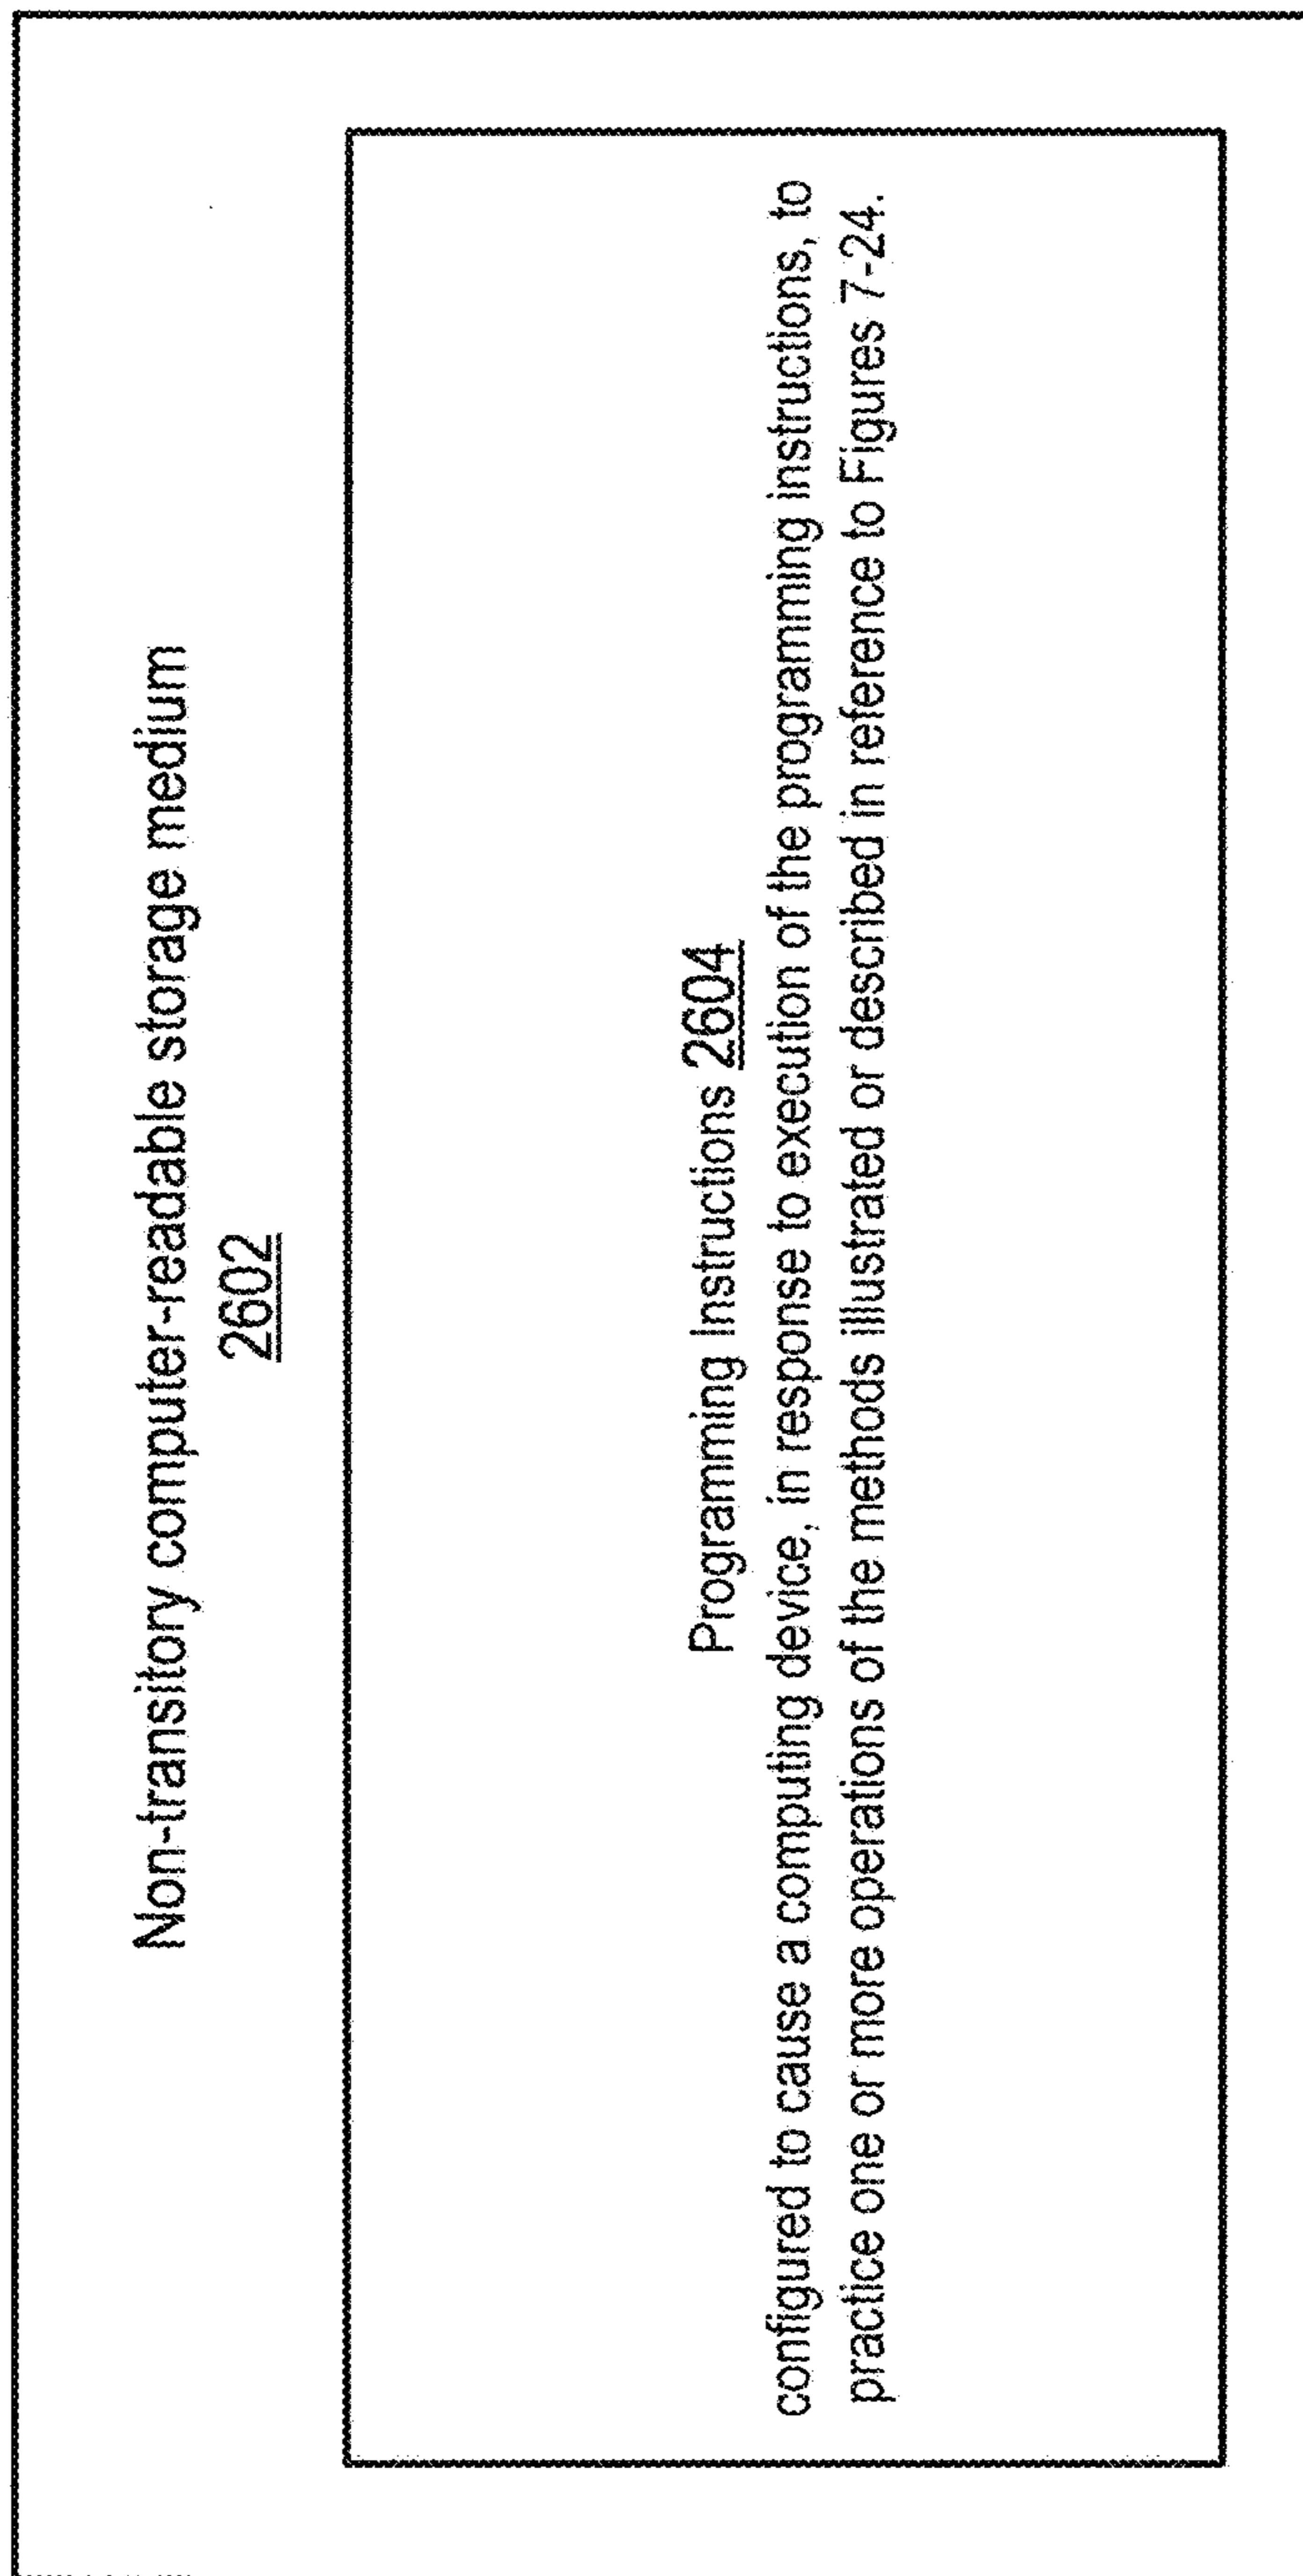 Non-transitory computer-readable storage medium
2602
Programming Instructions 2604
configured to cause a computing device, in response to execution of the programming instructions, to
practice one or more operations of the methods illustrated or described in reference to Figures 7-24.